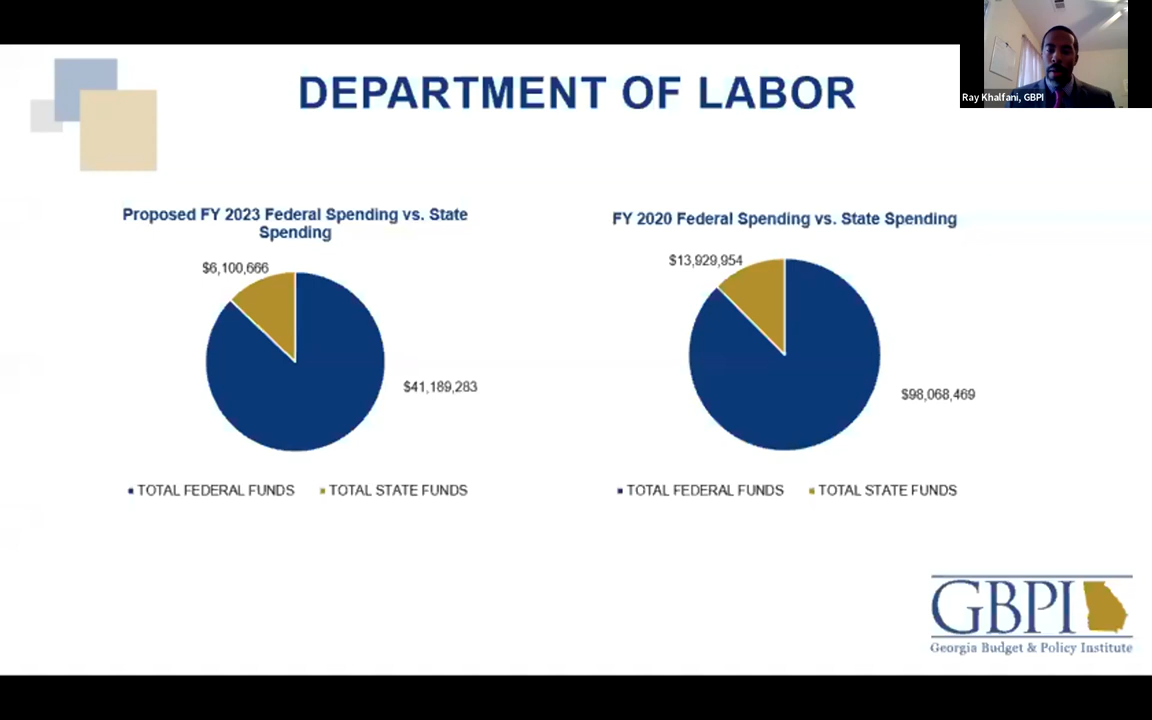 DEPARTMENT OF LABOR
Ray Khalfani, GBPI
Proposed FY 2023 Federal Spending vs. State
Spending
$6,100,666
$41,189,283
TOTAL FEDERAL FUNDS TOTAL STATE FUNDS
FY 2020 Federal Spending vs. State Spending
$13,929,954
$98,068,469
TOTAL FEDERAL FUNDS TOTAL STATE FUNDS
GBPI
Georgia Budget & Policy Institute